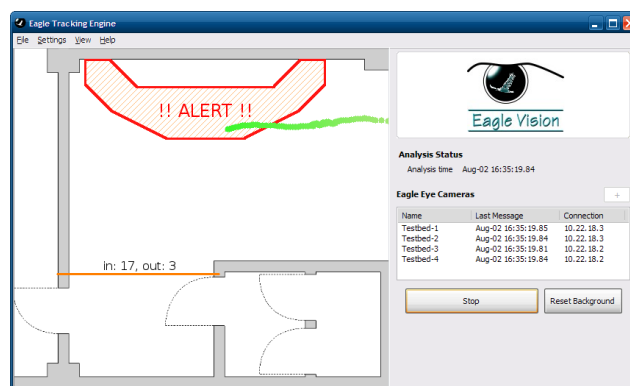 Eagle Tracking Engine
File Settings View Help
!! ALERT !!
in: 17, out: 3
Eagle Vision
Analysis Status
Analysis time Aug-02 16:35:19.84
Eagle Eye Cameras +
Name Last Message Connection
Testbed-1 Aug-02 16:35:19.85 10.22.18.3
Testbed-2 Aug-02 16:35:19.84 10.22.18.3
Testbed-3 Aug-02 16:35:19.81 10.22.18.2
Testbed-4 Aug-02 16:35:19.84 10.22.18.2
Stop Reset Background